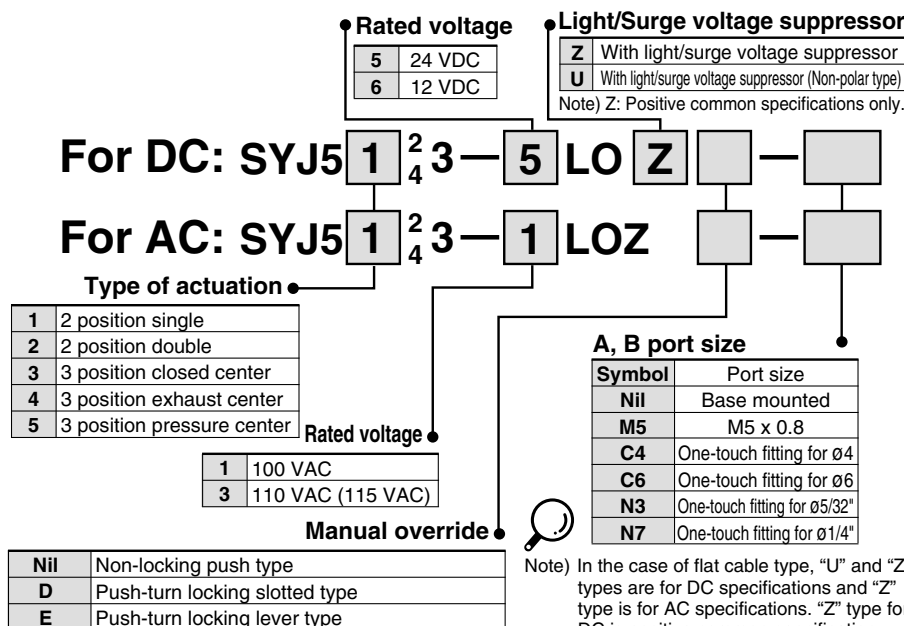 Rated voltage
5 24 VDC
6 12 VDC
Light/Surge voltage suppressor
Z With light/surge voltage suppressor
U With light/surge voltage suppressor (Non-polar type)
Note) Z: Positive common specifications only.
For DC: SYJ5 1 2 4 3 — 5 LO Z —
For AC: SYJ5 1 2 4 3 — 1 LOZ —
Type of actuation
1 2 position single
2 2 position double
3 3 position closed center
4 3 position exhaust center
5 3 position pressure center
Rated voltage
1 100 VAC
3 110 VAC (115 VAC)
A, B port size
Symbol Port size
Nil Base mounted
M5 M5 x 0.8
C4 One-touch fitting for ø4
C6 One-touch fitting for ø6
N3 One-touch fitting for ø5/32"
N7 One-touch fitting for ø1/4"
Manual override
Nil Non-locking push type
D Push-turn locking slotted type
E Push-turn locking lever type
Note) In the case of flat cable type, “U” and “Z
types are for DC specifications and “Z”
type is for AC specifications. “Z” type for